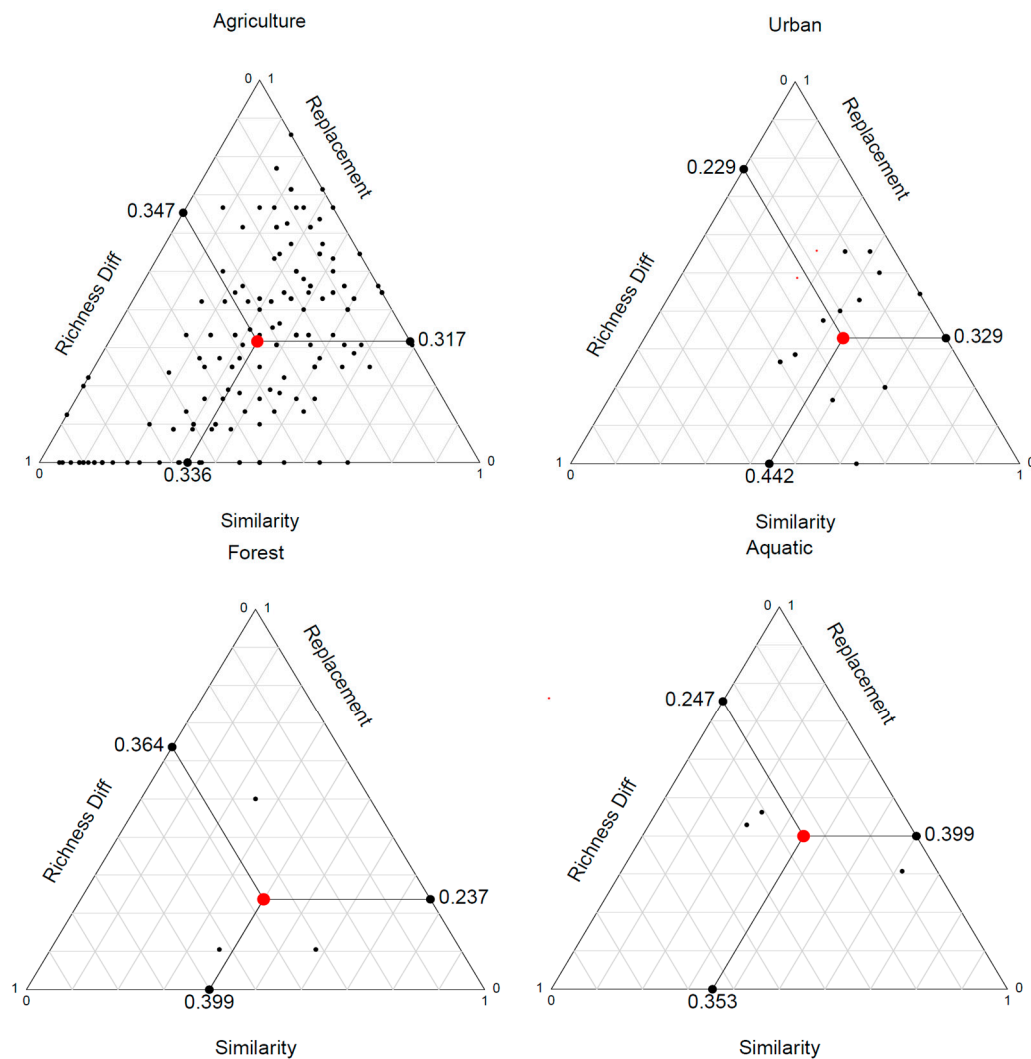 Agriculture
0 1
Replacement
0.347
Richness Diff
0.317
1 0
0 0.336 1
Similarity
Urban
0 1
Replacement
0.229
Richness Diff
0.329
1 0
0 0.442 1
Similarity
Forest
0 1
Replacement
0.364
Richness Diff
0.237
1 0
0 0.399 1
Similarity
Aquatic
0 1
Replacement
0.247
Richness Diff
0.399
1 0
0 0.353 1
Similarity